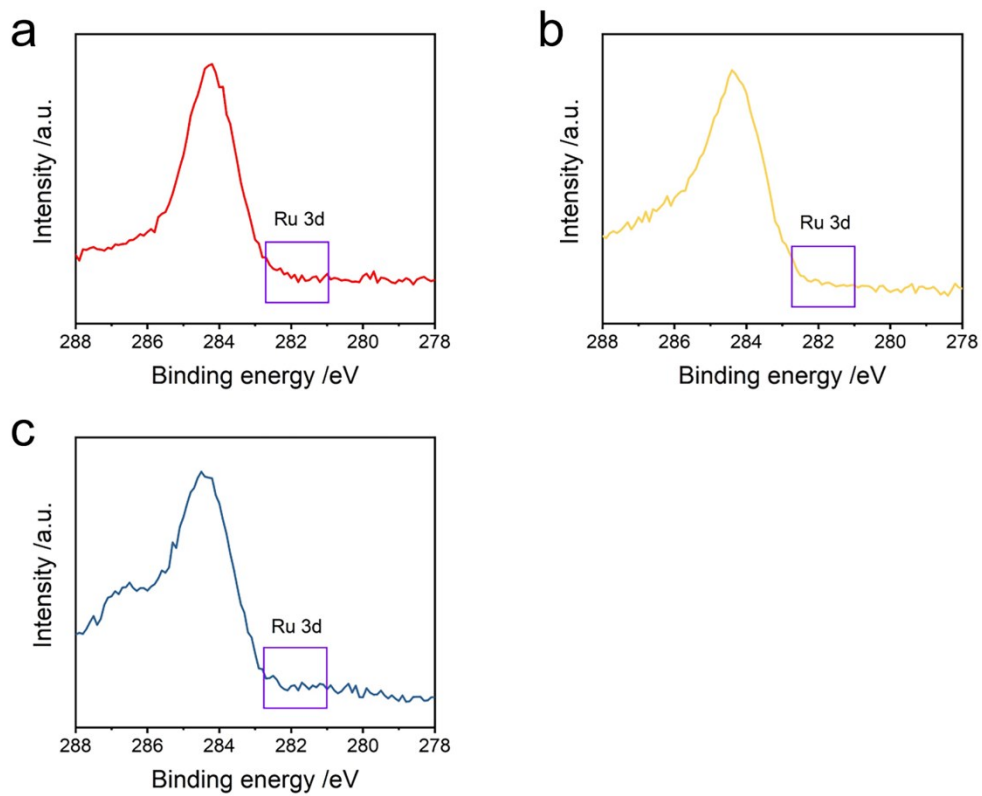 a
Intensity /a.u.
Ru 3d
288 286 284 282 280 278
Binding energy /eV
b
Intensity /a.u.
Ru 3d
288 286 284 282 280 278
Binding energy /eV
c
Intensity /a.u.
Ru 3d
288 286 284 282 280 278
Binding energy /eV